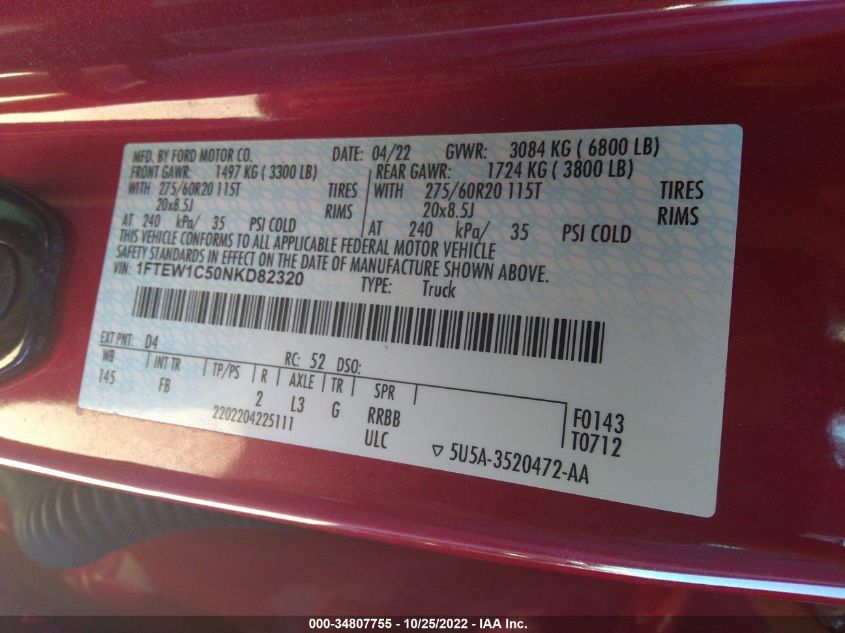 MFD. BY FORD MOTOR CO. DATE: 04/22 GVWR: 3084 KG ( 6800 LB)
FRONT GAWR: 1497 KG ( 3300 LB) REAR GAWR: 1724 KG ( 3800 LB)
WITH 275/60R20 115T TIRES WITH 275/60R20 115T TIRES
20x8.5J RIMS 20x8.5J RIMS
AT 240 kPa/ 35 PSI COLD AT 240 kPa/ 35 PSI COLD
THIS VEHICLE CONFORMS TO ALL APPLICABLE FEDERAL MOTOR VEHICLE
SAFETY STANDARDS IN EFFECT ON THE DATE OF MANUFACTURE SHOWN ABOVE.
VIN: 1FTEW1C50NKD82320 TYPE: Truck
EXT PNT: D4 RC: 52 DSO:
WB INT TR TP/PS R AXLE TR SPR
145 FB 2 L3 G RRBB F0143
2202204225111 ULC T0712
▽ 5U5A-3520472-AA
000-34807755 - 10/25/2022 - IAA Inc.